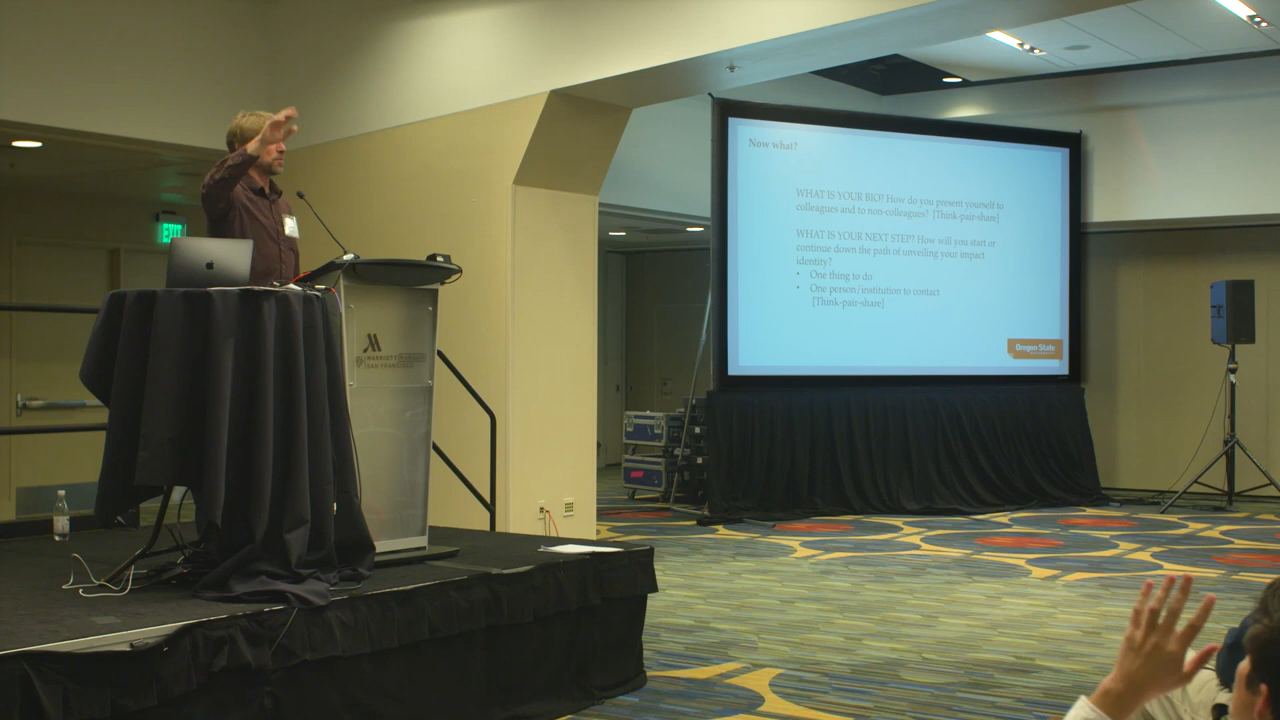 EXIT
MARRIOTT MARQUIS
SAN FRANCISCO
Now what?
WHAT IS YOUR BIO? How do you present yourself to
colleagues and to non-colleagues? [Think-pair-share]
WHAT IS YOUR NEXT STEP? How will you start or
continue down the path of unveiling your impact
identity?
• One thing to do
• One person/institution to contact
[Think-pair-share]
Oregon State
UNIVERSITY